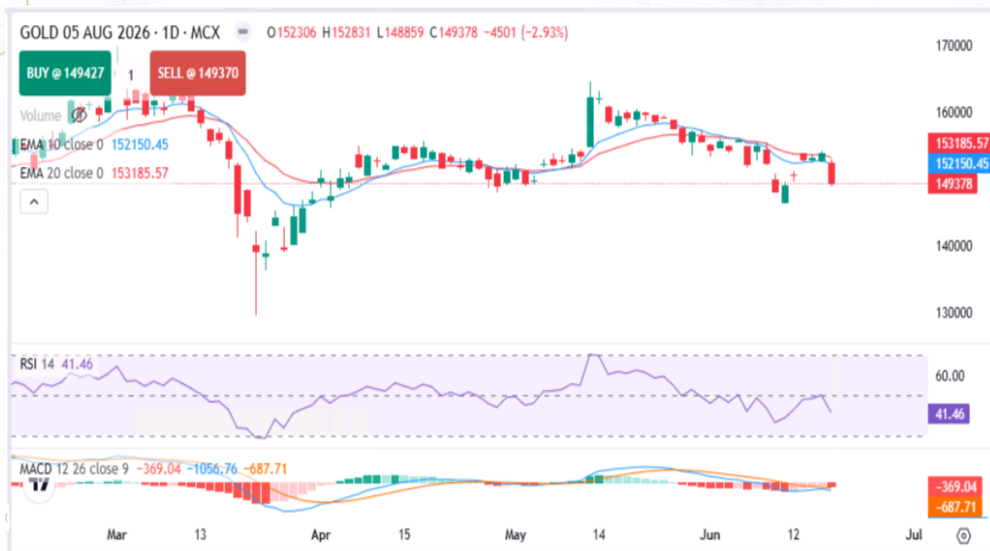 GOLD 05 AUG 2026 · 1D · MCX O152306 H152831 L148859 C149378 −4501 (−2.93%)
BUY @ 149427 1 SELL @ 149370
Volume
EMA 10 close 0 152150.45
EMA 20 close 0 153185.57
170000
160000
153185.57
152150.45
149378
140000
130000
RSI 14 41.46
60.00
41.46
MACD 12 26 close 9 −369.04 −1056.76 −687.71
−369.04
−687.71
Mar 13 Apr 15 May 14 Jun 12 Jul